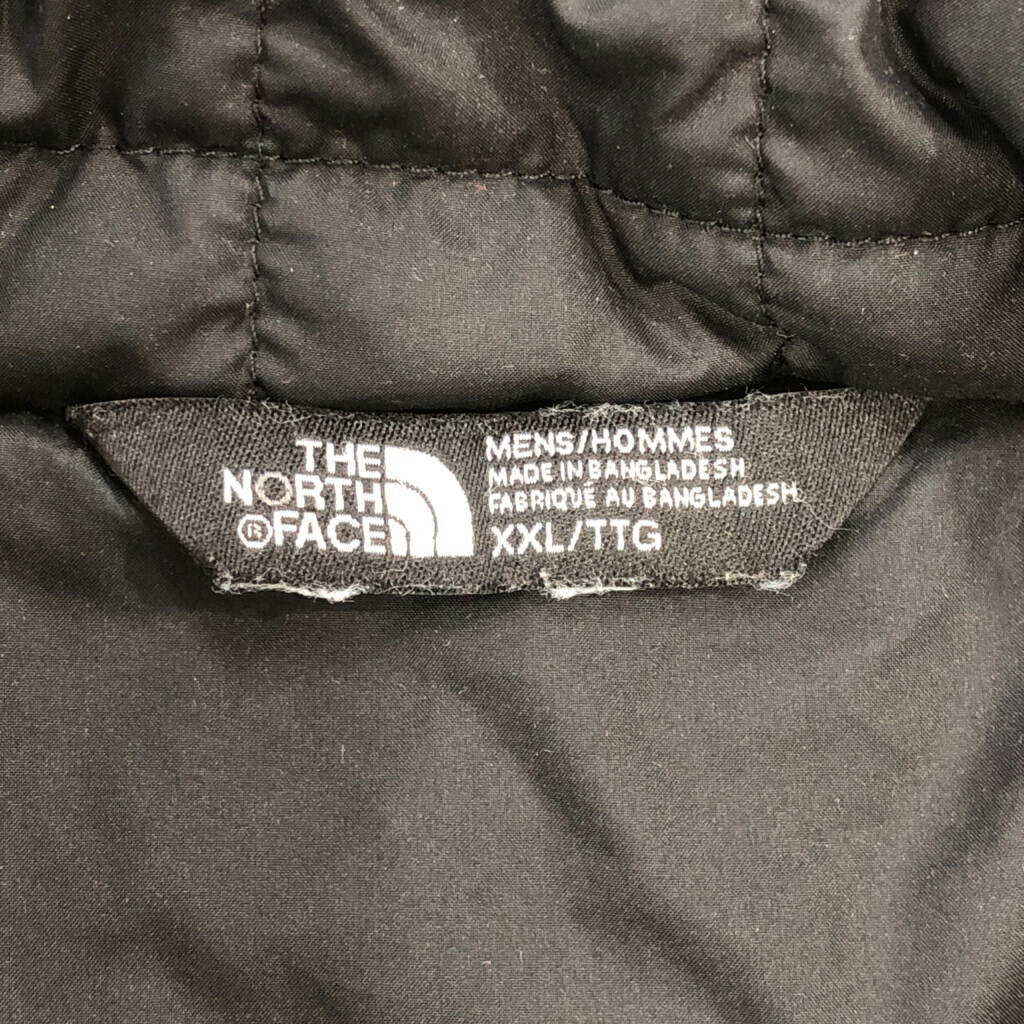 THE
NORTH
®FACE
MENS/HOMMES
MADE IN BANGLADESH
FABRIQUÉ AU BANGLADESH
XXL/TTG